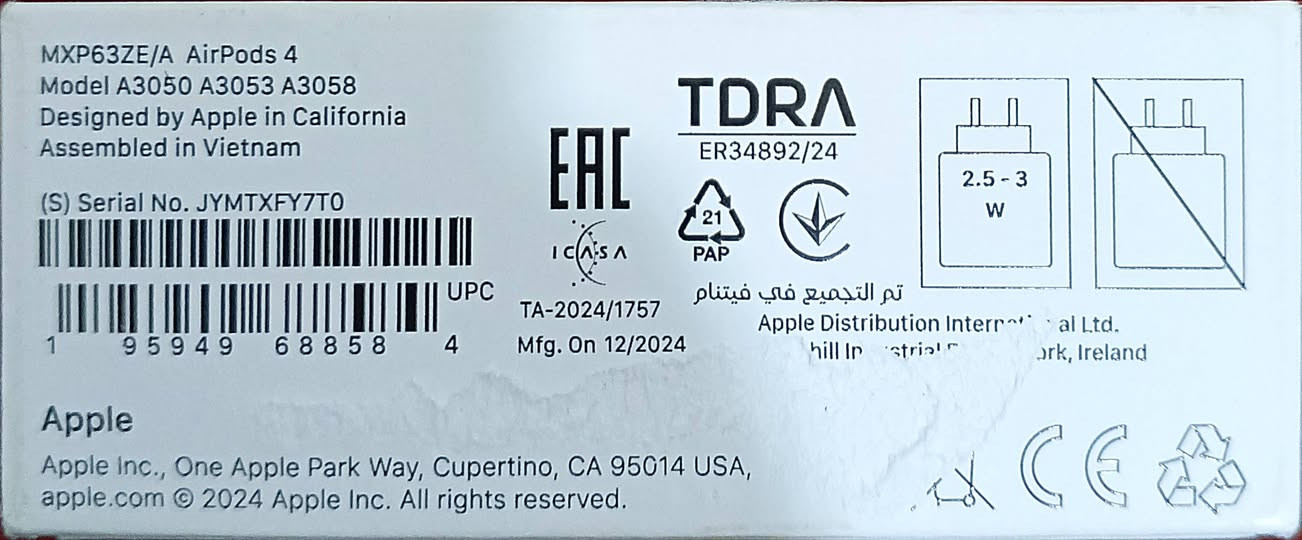 MXP63ZE/A AirPods 4
Model A3050 A3053 A3058
Designed by Apple in California
Assembled in Vietnam
(S) Serial No. JYMTXFY7T0
UPC
1 95949 68858 4
EAC
ICASA
TA-2024/1757
Mfg. On 12/2024
TDRA
ER34892/24
21
PAP
تم التجميع في فيتنام
2.5 - 3
W
Apple Distribution Ltd.
Ireland
Apple
Apple Inc., One Apple Park Way, Cupertino, CA 95014 USA,
apple.com © 2024 Apple Inc. All rights reserved.
CE